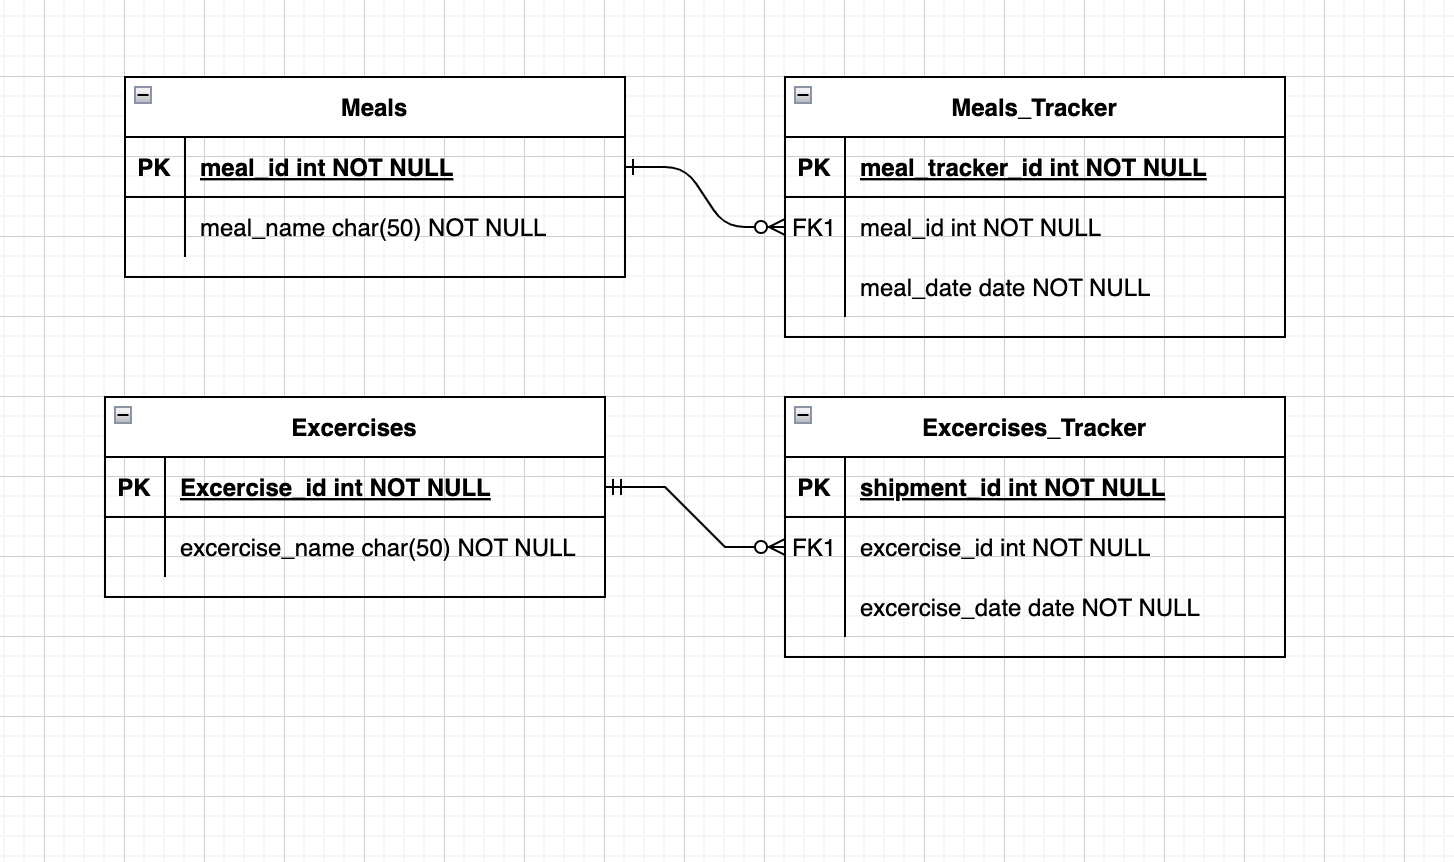 Meals
PK meal_id int NOT NULL
meal_name char(50) NOT NULL
Meals_Tracker
PK meal_tracker_id int NOT NULL
FK1 meal_id int NOT NULL
meal_date date NOT NULL
Excercises
PK Excercise_id int NOT NULL
excercise_name char(50) NOT NULL
Excercises_Tracker
PK shipment_id int NOT NULL
FK1 excercise_id int NOT NULL
excercise_date date NOT NULL